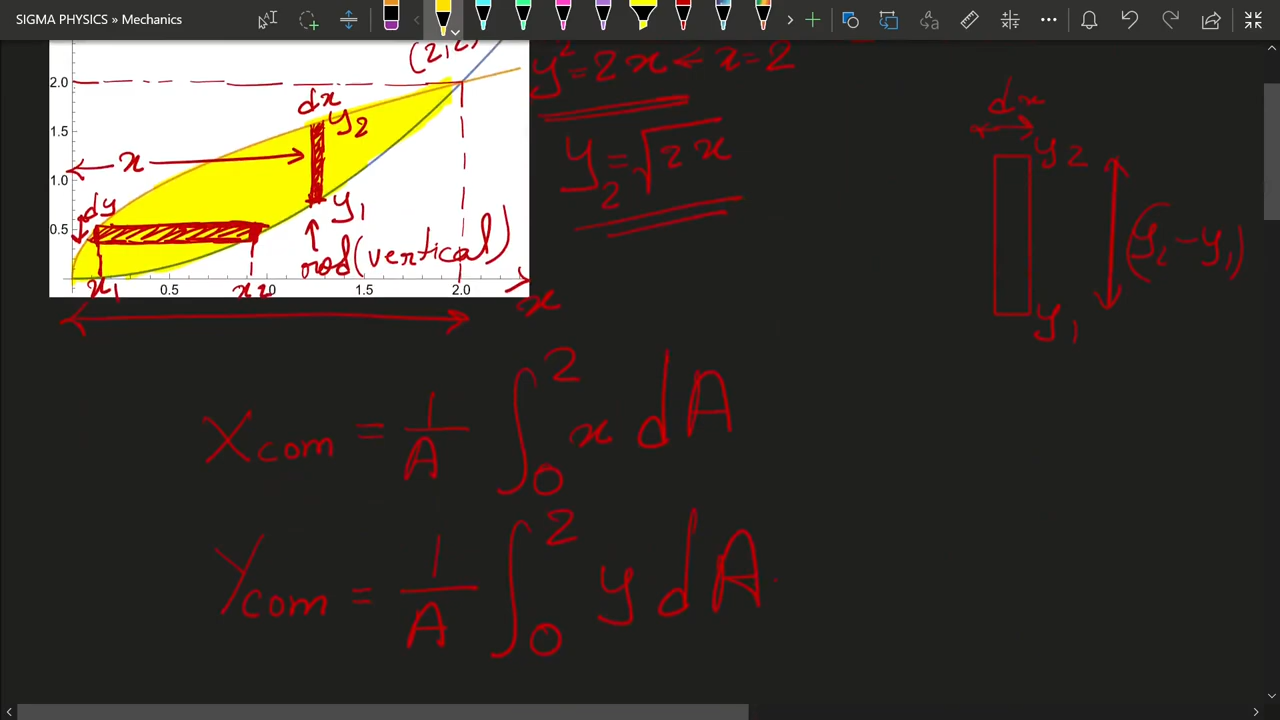 SIGMA PHYSICS » Mechanics
(2,2)
y²=2x ← x=2
y₂=√2x
2.0
1.5
1.0
0.5
dx
y₂
x
y₁
dy
rod(vertical)
x₁
x₂
0.5
1.0
1.5
2.0
x
dx
y₂
(y₂-y₁)
y₁
Xcom = 1/A ∫₀² x dA
Ycom = 1/A ∫₀² y dA